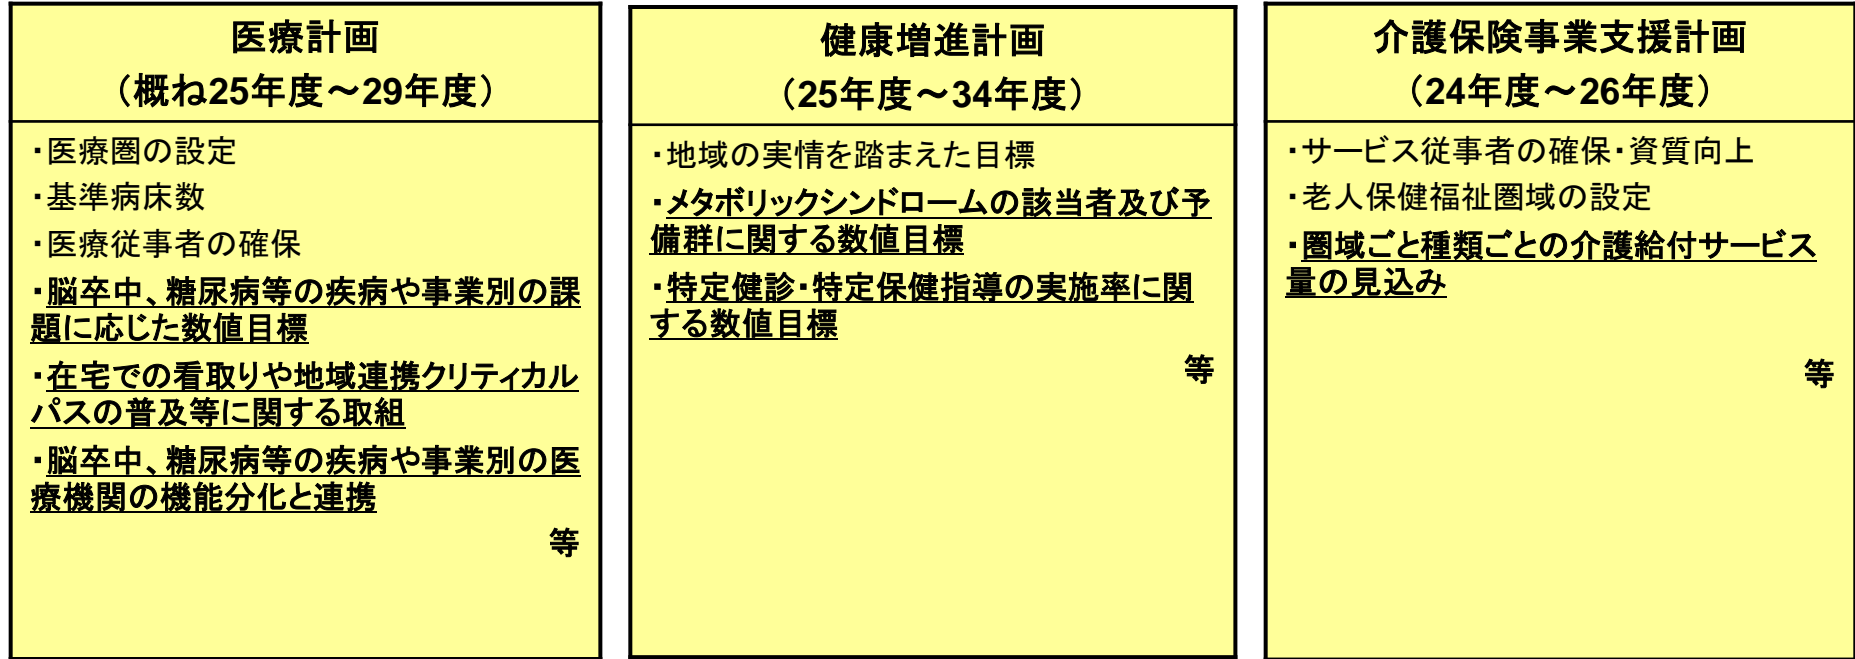 医療計画
（概ね25年度～29年度）
・医療圏の設定
・基準病床数
・医療従事者の確保
・脳卒中、糖尿病等の疾病や事業別の課
題に応じた数値目標
・在宅での看取りや地域連携クリティカル
パスの普及等に関する取組
・脳卒中、糖尿病等の疾病や事業別の医
療機関の機能分化と連携
等
健康増進計画
（25年度～34年度）
・地域の実情を踏まえた目標
・メタボリックシンドロームの該当者及び予
備群に関する数値目標
・特定健診・特定保健指導の実施率に関
する数値目標
等
介護保険事業支援計画
（24年度～26年度）
・サービス従事者の確保・資質向上
・老人保健福祉圏域の設定
・圏域ごと種類ごとの介護給付サービス
量の見込み
等